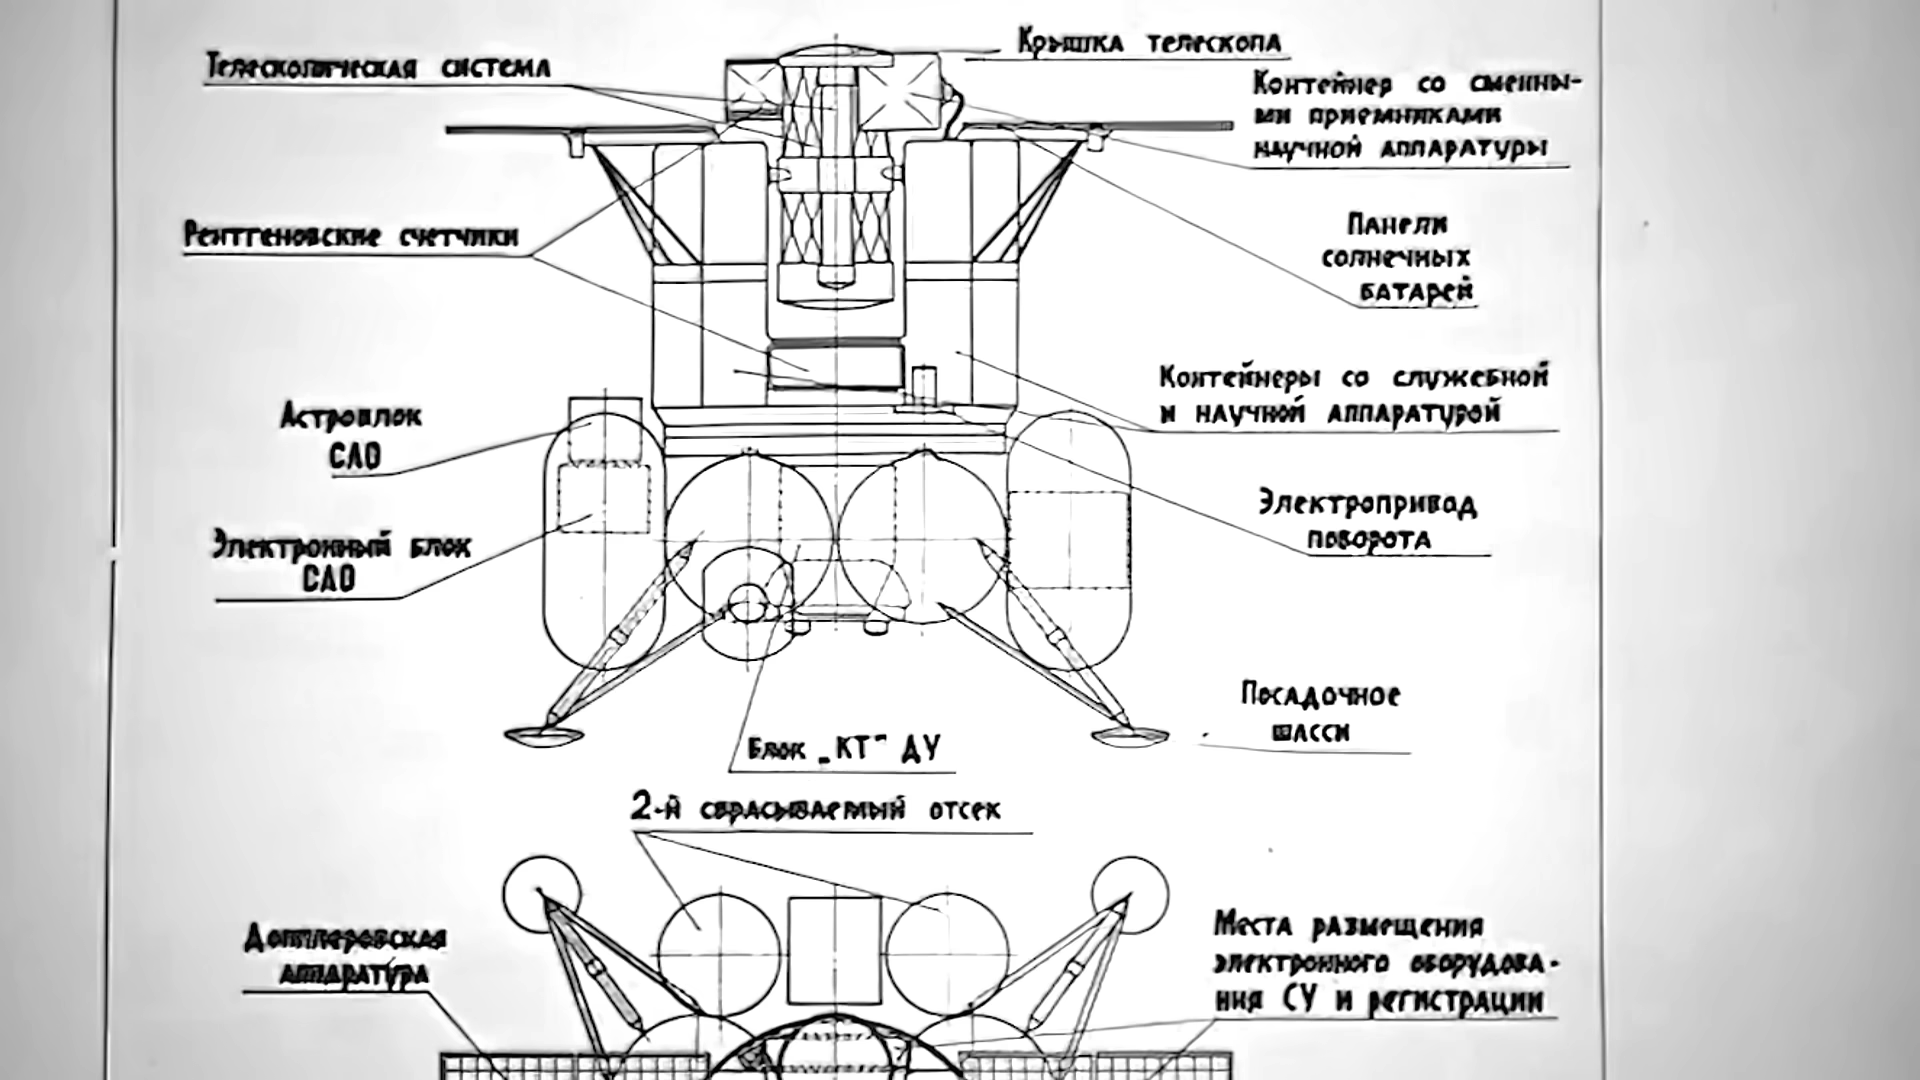 Крышка телескопа
Телескопическая система
Контейнер со сменны-
ми приемниками
научной аппаратуры
Рентгеновские счетчики
Панели
солнечных
батарей
Контейнеры со служебной
и научной аппаратурой
Астроблок
САО
Электропривод
поворота
Электронный блок
САО
Посадочное
шасси
Блок „КТ" ДУ
2-й сбрасываемый отсек
Доплеровская
аппаратура
Места размещения
электронного оборудова-
ния СУ и регистрации